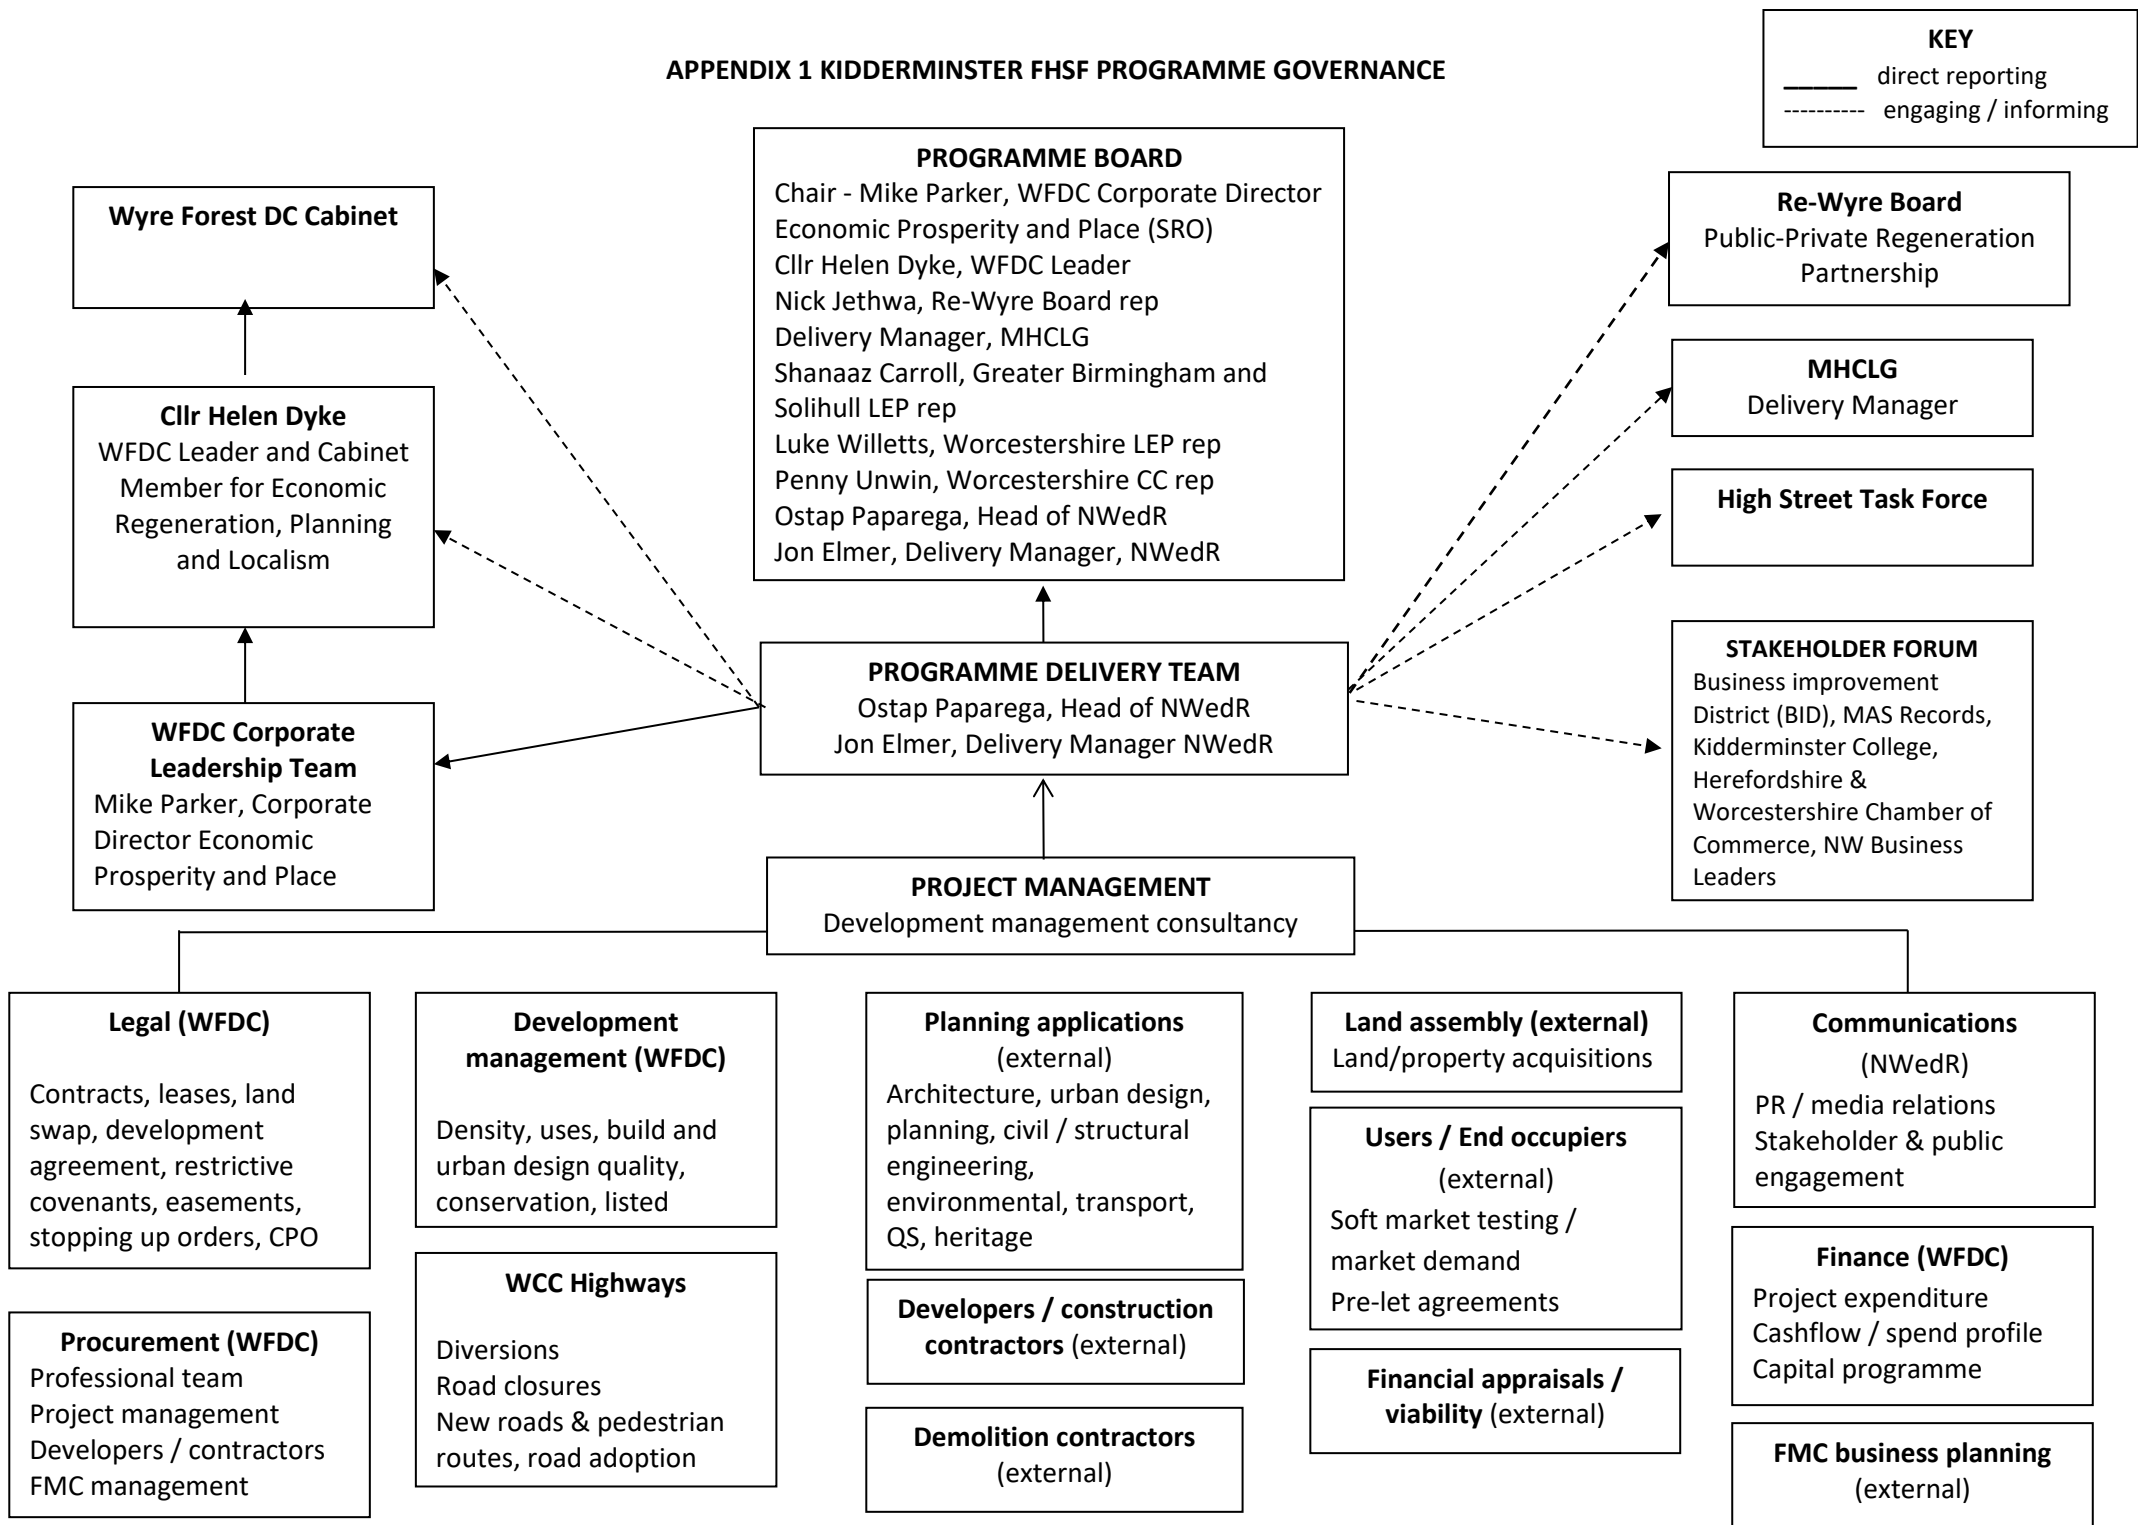 APPENDIX 1 KIDDERMINSTER FHSF PROGRAMME GOVERNANCE
KEY
direct reporting
engaging / informing
PROGRAMME BOARD
Chair - Mike Parker, WFDC Corporate Director
Economic Prosperity and Place (SRO)
Cllr Helen Dyke, WFDC Leader
Nick Jethwa, Re-Wyre Board rep
Delivery Manager, MHCLG
Shanaaz Carroll, Greater Birmingham and
Solihull LEP rep
Luke Willetts, Worcestershire LEP rep
Penny Unwin, Worcestershire CC rep
Ostap Paparega, Head of NWedR
Jon Elmer, Delivery Manager, NWedR
Wyre Forest DC Cabinet
Cllr Helen Dyke
WFDC Leader and Cabinet
Member for Economic
Regeneration, Planning
and Localism
WFDC Corporate
Leadership Team
Mike Parker, Corporate
Director Economic
Prosperity and Place
Re-Wyre Board
Public-Private Regeneration
Partnership
MHCLG
Delivery Manager
High Street Task Force
STAKEHOLDER FORUM
Business improvement
District (BID), MAS Records,
Kidderminster College,
Herefordshire &
Worcestershire Chamber of
Commerce, NW Business
Leaders
PROGRAMME DELIVERY TEAM
Ostap Paparega, Head of NWedR
Jon Elmer, Delivery Manager NWedR
PROJECT MANAGEMENT
Development management consultancy
Legal (WFDC)
Contracts, leases, land
swap, development
agreement, restrictive
covenants, easements,
stopping up orders, CPO
Procurement (WFDC)
Professional team
Project management
Developers / contractors
FMC management
Development
management (WFDC)
Density, uses, build and
urban design quality,
conservation, listed
WCC Highways
Diversions
Road closures
New roads & pedestrian
routes, road adoption
Planning applications
(external)
Architecture, urban design,
planning, civil / structural
engineering,
environmental, transport,
QS, heritage
Developers / construction
contractors (external)
Demolition contractors
(external)
Land assembly (external)
Land/property acquisitions
Users / End occupiers
(external)
Soft market testing /
market demand
Pre-let agreements
Financial appraisals /
viability (external)
Communications
(NWedR)
PR / media relations
Stakeholder & public
engagement
Finance (WFDC)
Project expenditure
Cashflow / spend profile
Capital programme
FMC business planning
(external)